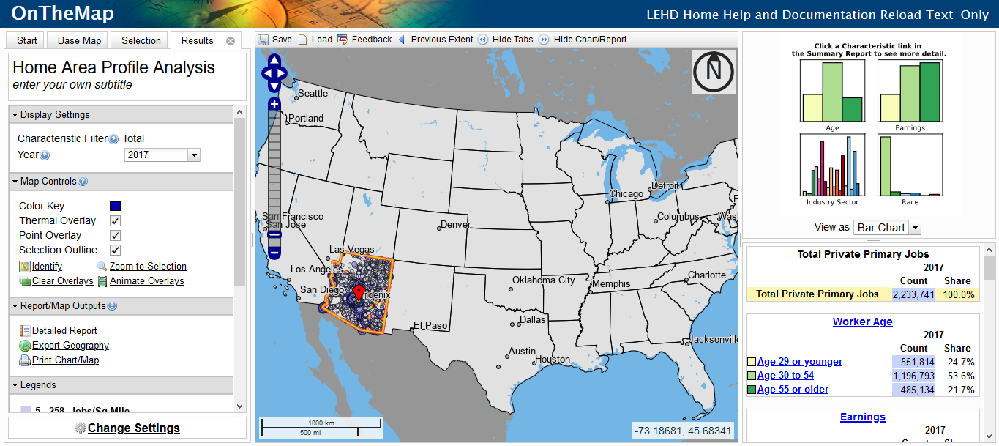 OnTheMap
LEHD Home Help and Documentation Reload Text-Only
Start Base Map Selection Results
Save Load Feedback Previous Extent Hide Tabs Hide Chart/Report
Home Area Profile Analysis
enter your own subtitle
Display Settings
Characteristic Filter Total
Year 2017
Map Controls
Color Key
Thermal Overlay
Point Overlay
Selection Outline
Identify Zoom to Selection
Clear Overlays Animate Overlays
Report/Map Outputs
Detailed Report
Export Geography
Print Chart/Map
Legends
5 - 258 Jobs/Sq.Mile
Change Settings
N
Seattle
Portland
Detroit
Chicago
San Francisco
San Jose
Columbus
Was
Denver
Las Vegas
Los Angeles
Charlotte
Oklahoma City
Memphis
San Diego
Phoenix
Dallas
El Paso
Jacksonville
Austin
Houston
1000 km
500 mi
-73.18681, 45.68341
Click a Characteristic link in
the Summary Report to see more detail.
Age Earnings
Industry Sector Race
View as Bar Chart
Total Private Primary Jobs
2017
Count Share
Total Private Primary Jobs 2,233,741 100.0%
Worker Age
2017
Count Share
Age 29 or younger 551,814 24.7%
Age 30 to 54 1,196,793 53.6%
Age 55 or older 485,134 21.7%
Earnings
2017
Count Share